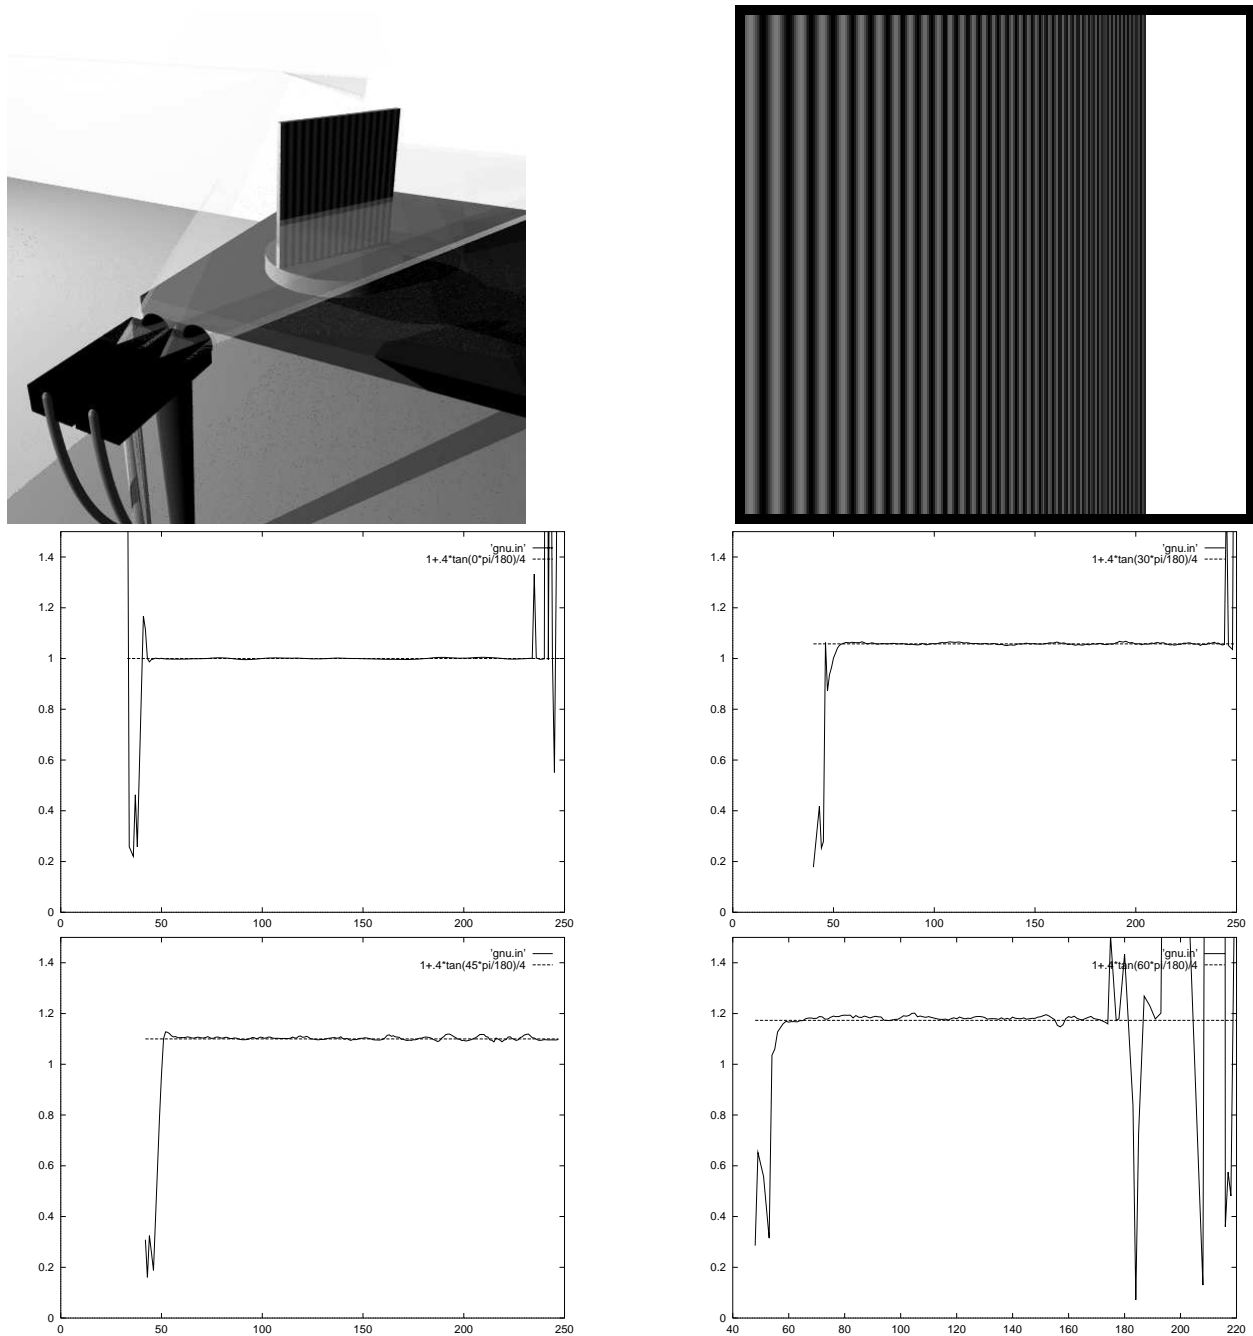 1.4
1.2
1
0.8
0.6
0.4
0.2
0
0 50 100 150 200 250
'gnu.in'
1+.4*tan(0*pi/180)/4
1.4
1.2
1
0.8
0.6
0.4
0.2
0
0 50 100 150 200 250
'gnu.in'
1+.4*tan(30*pi/180)/4
1.4
1.2
1
0.8
0.6
0.4
0.2
0
0 50 100 150 200 250
'gnu.in'
1+.4*tan(45*pi/180)/4
1.4
1.2
1
0.8
0.6
0.4
0.2
0
40 60 80 100 120 140 160 180 200 220
'gnu.in'
1+.4*tan(60*pi/180)/4